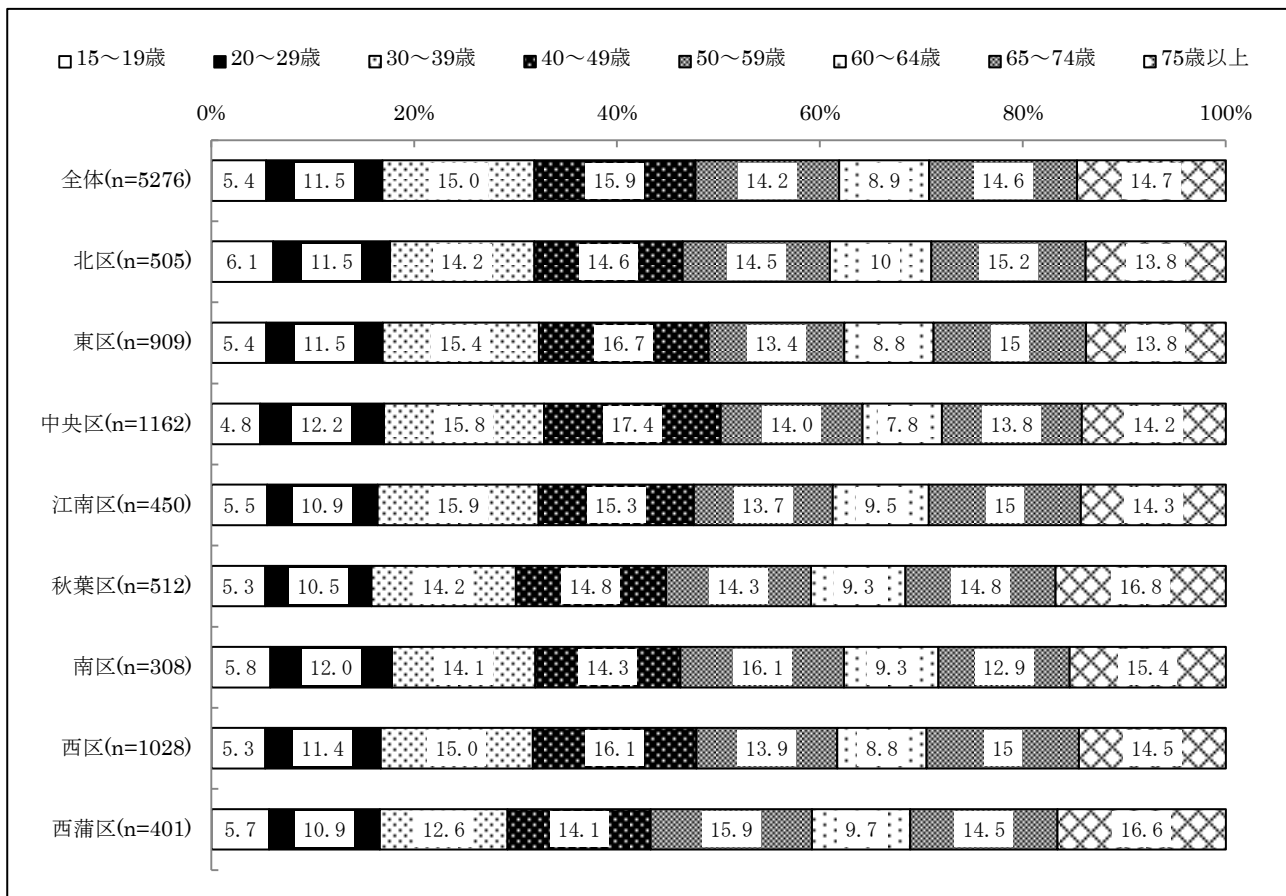 15～19歳 20～29歳 30～39歳 40～49歳 50～59歳 60～64歳 65～74歳 75歳以上
0% 20% 40% 60% 80% 100%
全体(n=5276) 5.4 11.5 15.0 15.9 14.2 8.9 14.6 14.7
北区(n=505) 6.1 11.5 14.2 14.6 14.5 10 15.2 13.8
東区(n=909) 5.4 11.5 15.4 16.7 13.4 8.8 15 13.8
中央区(n=1162) 4.8 12.2 15.8 17.4 14.0 7.8 13.8 14.2
江南区(n=450) 5.5 10.9 15.9 15.3 13.7 9.5 15 14.3
秋葉区(n=512) 5.3 10.5 14.2 14.8 14.3 9.3 14.8 16.8
南区(n=308) 5.8 12.0 14.1 14.3 16.1 9.3 12.9 15.4
西区(n=1028) 5.3 11.4 15.0 16.1 13.9 8.8 15 14.5
西蒲区(n=401) 5.7 10.9 12.6 14.1 15.9 9.7 14.5 16.6